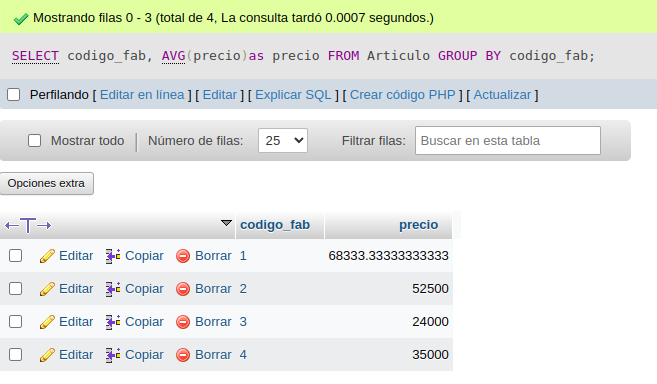 Mostrando filas 0 - 3 (total de 4, La consulta tardó 0.0007 segundos.)
SELECT codigo_fab, AVG(precio)as precio FROM Articulo GROUP BY codigo_fab;
Perfilando [ Editar en línea ] [ Editar ] [ Explicar SQL ] [ Crear código PHP ] [ Actualizar ]
Mostrar todo Número de filas: 25 Filtrar filas: Buscar en esta tabla
Opciones extra
←T→ codigo_fab precio
Editar Copiar Borrar 1 68333.33333333333
Editar Copiar Borrar 2 52500
Editar Copiar Borrar 3 24000
Editar Copiar Borrar 4 35000